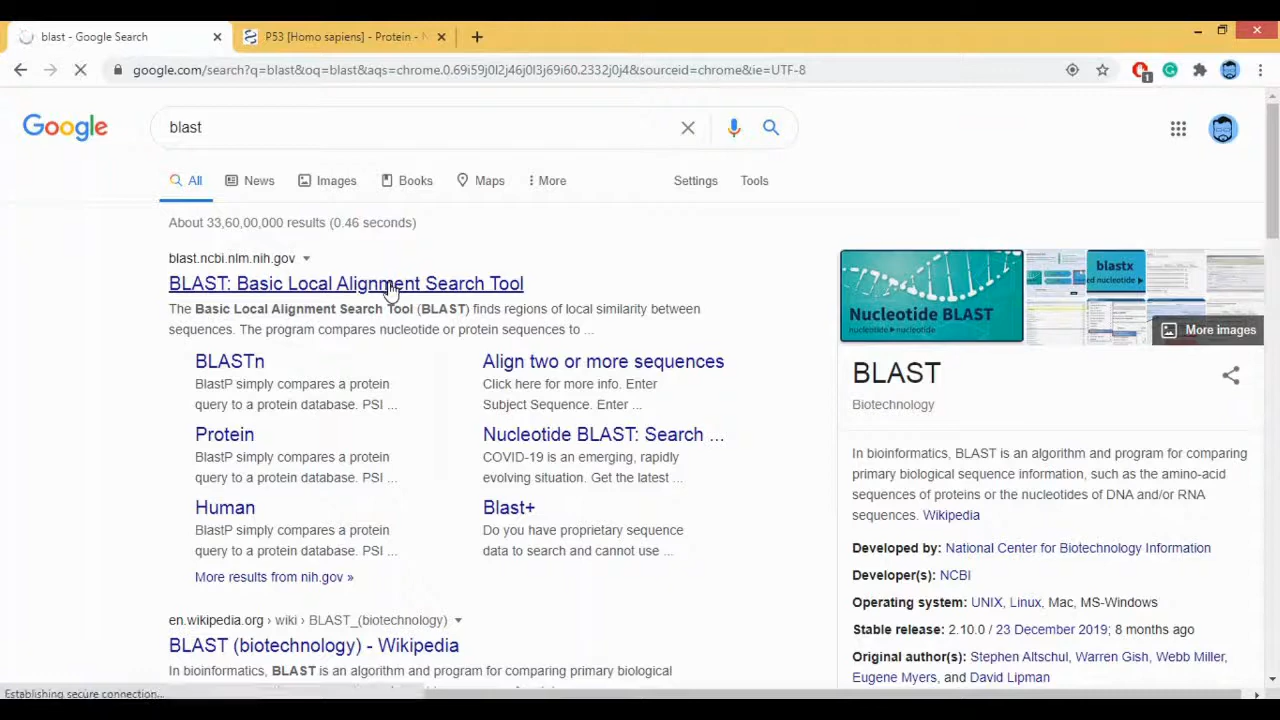 blast - Google Search
P53 [Homo sapiens] - Protein - N
google.com/search?q=blast&oq=blast&aqs=chrome.0.69i59j0l2j46j0l3j69i60.2332j0j4&sourceid=chrome&ie=UTF-8
1
Google
blast
All
News
Images
Books
Maps
More
Settings
Tools
About 33,60,00,000 results (0.46 seconds)
blast.ncbi.nlm.nih.gov
BLAST: Basic Local Alignment Search Tool
The Basic Local Alignment Search Tool (BLAST) finds regions of local similarity between
sequences. The program compares nucleotide or protein sequences to ...
BLASTn
BlastP simply compares a protein
query to a protein database. PSI ...
Align two or more sequences
Click here for more info. Enter
Subject Sequence. Enter ...
Protein
BlastP simply compares a protein
query to a protein database. PSI ...
Nucleotide BLAST: Search ...
COVID-19 is an emerging, rapidly
evolving situation. Get the latest ...
Human
BlastP simply compares a protein
query to a protein database. PSI ...
Blast+
Do you have proprietary sequence
data to search and cannot use ...
More results from nih.gov »
en.wikipedia.org › wiki › BLAST_(biotechnology)
BLAST (biotechnology) - Wikipedia
In bioinformatics, BLAST is an algorithm and program for comparing primary biological
Nucleotide BLAST
nucleotide ▸ nucleotide
blastx
ed nucleotide ▸
More images
BLAST
Biotechnology
In bioinformatics, BLAST is an algorithm and program for comparing
primary biological sequence information, such as the amino-acid
sequences of proteins or the nucleotides of DNA and/or RNA
sequences. Wikipedia
Developed by: National Center for Biotechnology Information
Developer(s): NCBI
Operating system: UNIX, Linux, Mac, MS-Windows
Stable release: 2.10.0 / 23 December 2019; 8 months ago
Original author(s): Stephen Altschul, Warren Gish, Webb Miller,
Eugene Myers, and David Lipman
Establishing secure connection...